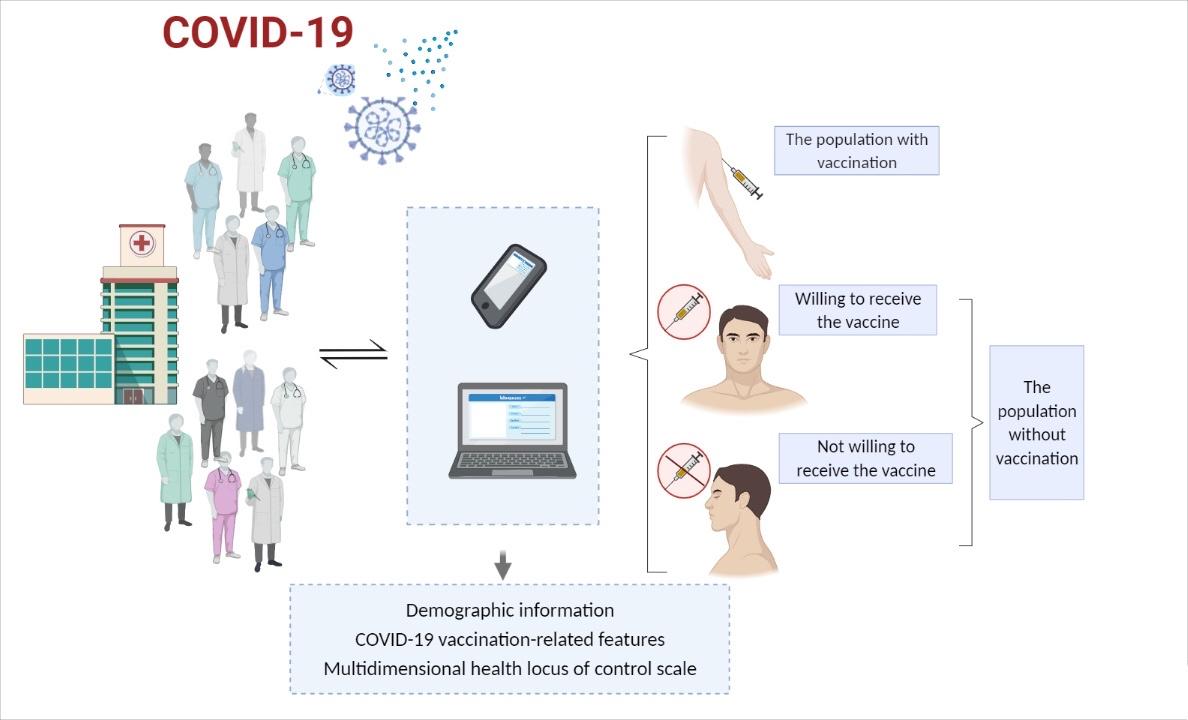 COVID-19
The population with
vaccination
Willing to receive
the vaccine
The
population
without
vaccination
Not willing to
receive the vaccine
Demographic information
COVID-19 vaccination-related features
Multidimensional health locus of control scale